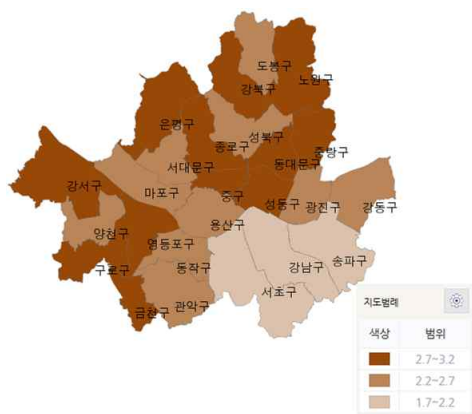 도봉구
노원구
강북구
은평구
성북구
종로구
중랑구
서대문구
동대문구
강서구
마포구
중구
성동구
광진구
강동구
양천구
용산구
영등포구
구로구
동작구
강남구
송파구
서초구
금천구
관악구
지도범례
색상 범위
2.7~3.2
2.2~2.7
1.7~2.2